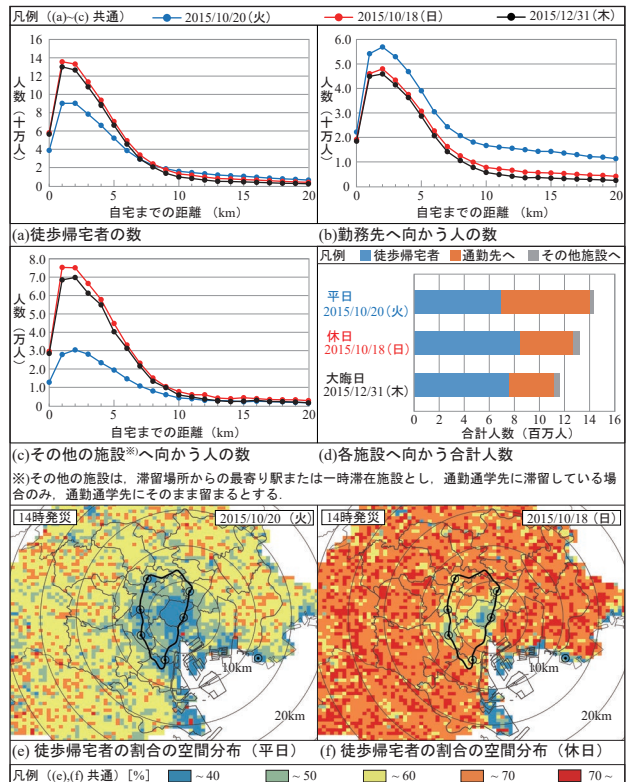 凡例 ((a)~(c) 共通) 2015/10/20(火) 2015/10/18(日) 2015/12/31(木)
人数(十万人)
16
14
12
10
8
6
4
2
0
0 5 10 15 20
自宅までの距離 (km)
(a)徒歩帰宅者の数
人数(十万人)
6.0
5.0
4.0
3.0
2.0
1.0
0
0 5 10 15 20
自宅までの距離 (km)
(b)勤務先へ向かう人の数
人数(万人)
8.0
7.0
6.0
5.0
4.0
3.0
2.0
1.0
0.0
0 5 10 15 20
自宅までの距離 (km)
(c)その他の施設※)へ向かう人の数
凡例 徒歩帰宅者 通勤先へ その他施設へ
平日
2015/10/20(火)
休日
2015/10/18(日)
大晦日
2015/12/31(木)
0 2 4 6 8 10 12 14 16
合計人数 (百万人)
(d)各施設へ向かう合計人数
※)その他の施設は,滞留場所からの最寄り駅または一時滞在施設とし,通勤通学先に滞留している場
合のみ,通勤通学先にそのまま留まるとする.
14時発災 2015/10/20 (火)
10km
20km
(e) 徒歩帰宅者の割合の空間分布 (平日)
14時発災 2015/10/18(日)
10km
20km
(f) 徒歩帰宅者の割合の空間分布 (休日)
凡例 ((e),(f) 共通) [%] ~40 ~50 ~60 ~70 70~